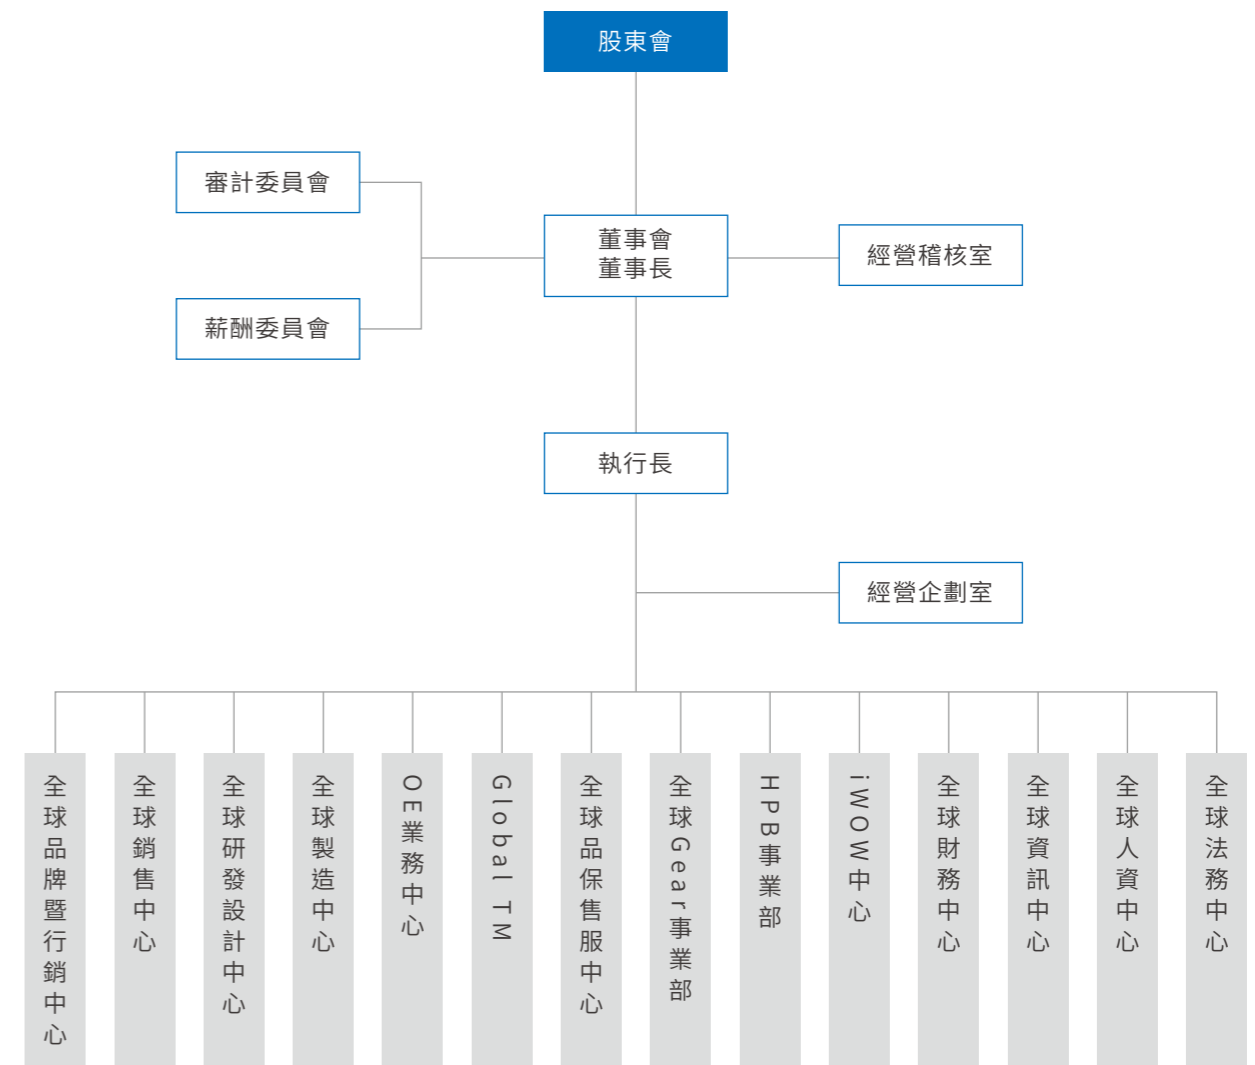 股東會
審計委員會
董事會
董事長
經營稽核室
薪酬委員會
執行長
經營企劃室
全球品牌暨行銷中心
全球銷售中心
全球研發設計中心
全球製造中心
OE業務中心
Global TM
全球品保售服中心
全球Gear事業部
HPB事業部
iWOW中心
全球財務中心
全球資訊中心
全球人資中心
全球法務中心